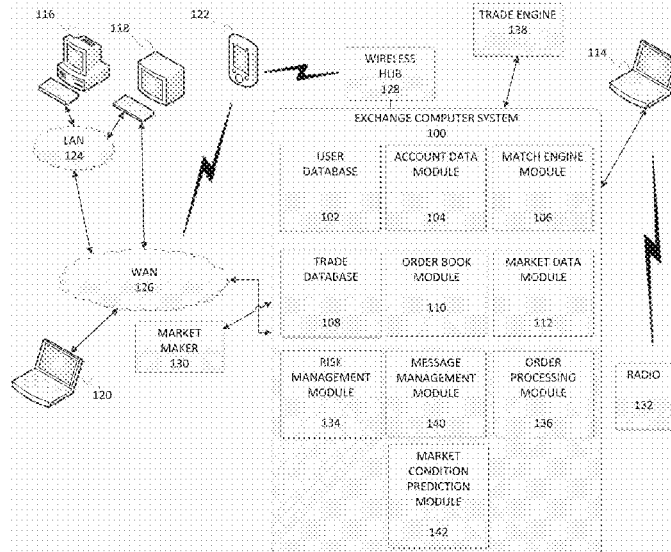 116
118
122
TRADE ENGINE
138
114
WIRELESS
HUB
128
LAN
124
EXCHANGE COMPUTER SYSTEM
100
USER
DATABASE
102
ACCOUNT DATA
MODULE
104
MATCH ENGINE
MODULE
106
WAN
126
TRADE
DATABASE
108
ORDER BOOK
MODULE
110
MARKET DATA
MODULE
112
MARKET
MAKER
130
120
RISK
MANAGEMENT
MODULE
134
MESSAGE
MANAGEMENT
MODULE
140
ORDER
PROCESSING
MODULE
136
RADIO
132
MARKET
CONDITION
PREDICTION
MODULE
142